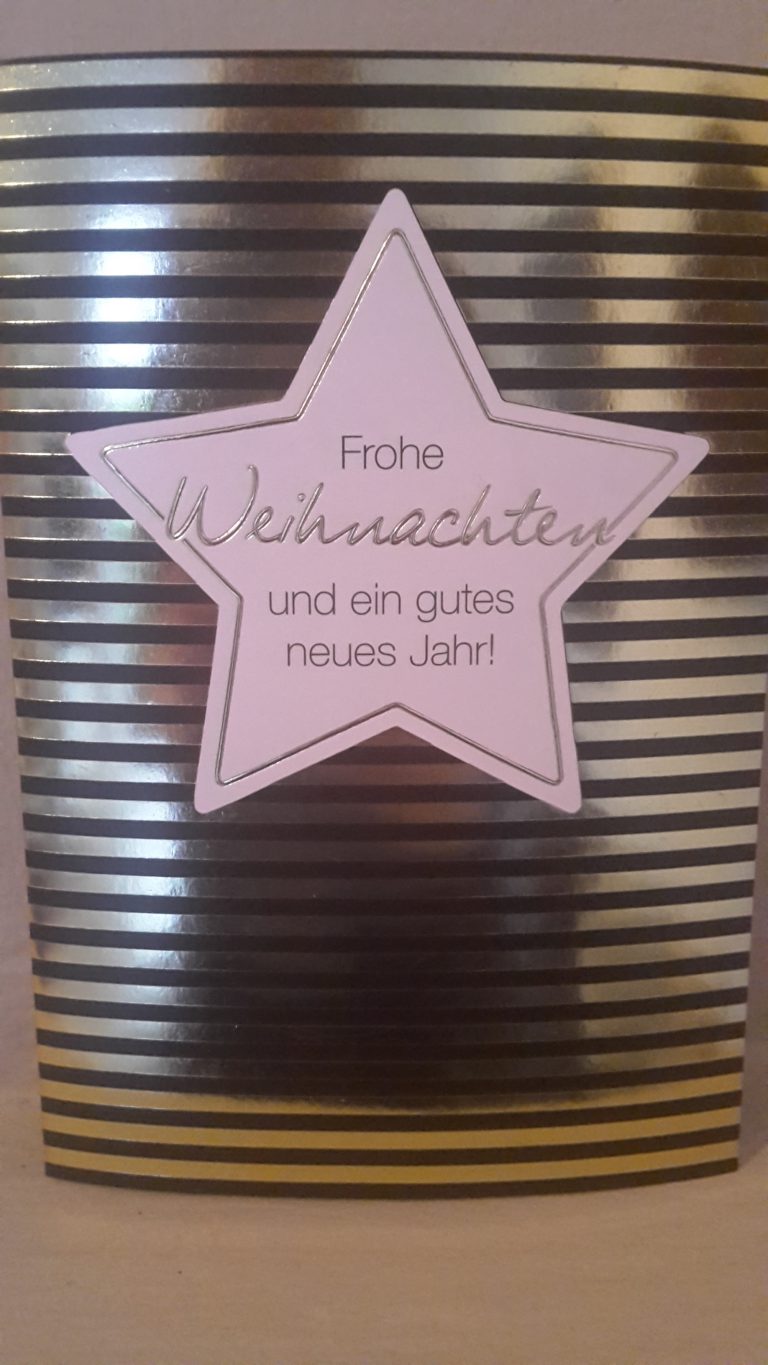 Frohe
Weihnachten
und ein gutes
neues Jahr!